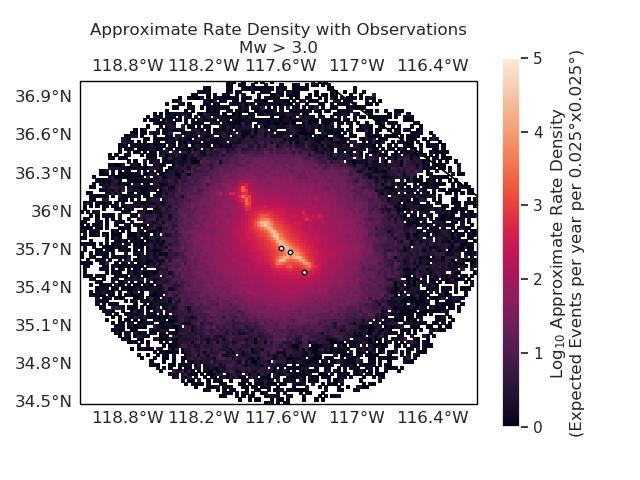 Approximate Rate Density with Observations
Mw > 3.0
118.8°W 118.2°W 117.6°W 117°W 116.4°W
36.9°N
36.6°N
36.3°N
36°N
35.7°N
35.4°N
35.1°N
34.8°N
34.5°N
118.8°W 118.2°W 117.6°W 117°W 116.4°W
5
4
3
2
1
0
Log₁₀ Approximate Rate Density
(Expected Events per year per 0.025°x0.025°)